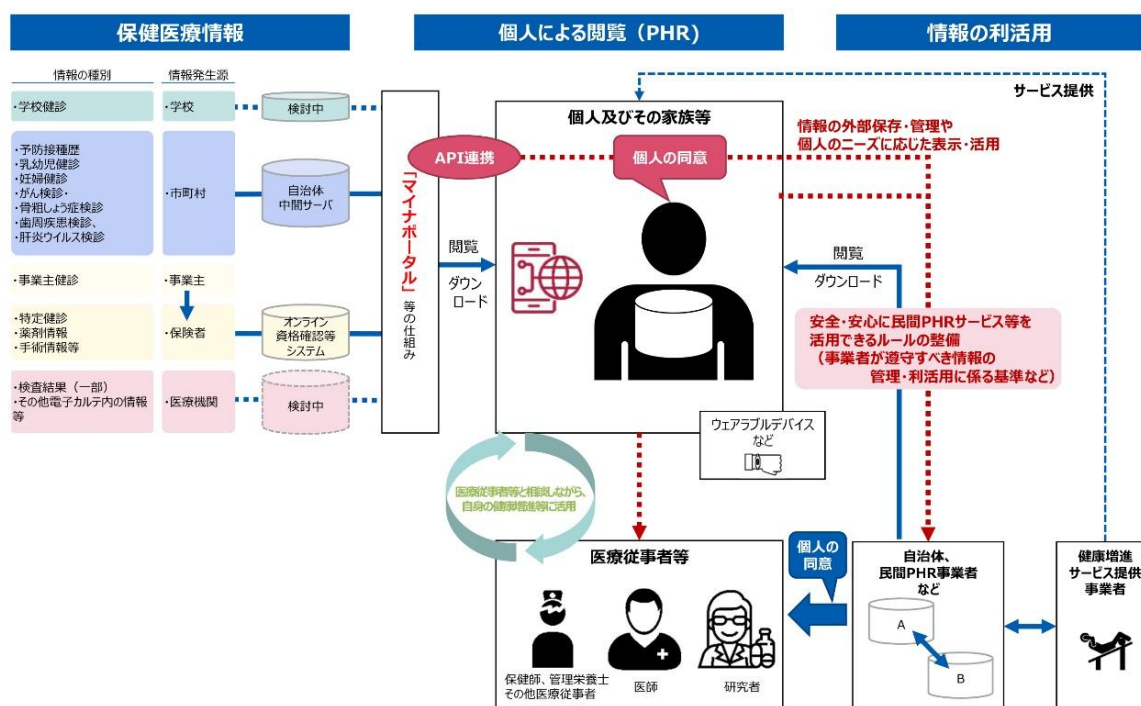 保健医療情報
個人による閲覧（PHR）
情報の利活用
情報の種別
情報発生源
・学校健診
・学校
検討中
・予防接種歴
・乳幼児健診
・妊婦健診
・がん検診・
・骨粗しょう症検診
・歯周疾患検診、
・肝炎ウイルス検診
・市町村
自治体
中間サーバ
・事業主健診
・事業主
・特定健診
・薬剤情報
・手術情報等
・保険者
オンライン
資格確認等
システム
・検査結果（一部）
・その他電子カルテ内の情報
等
・医療機関
検討中
「マイナポータル」等の仕組み
API連携
閲覧
ダウン
ロード
個人及びその家族等
個人の同意
ウェアラブルデバイス
など
医療従事者等と相談しながら、
自身の健康増進等に活用
サービス提供
情報の外部保存・管理や
個人のニーズに応じた表示・活用
閲覧
ダウンロード
安全・安心に民間PHRサービス等を
活用できるルールの整備
（事業者が遵守すべき情報の
管理・利活用に係る基準など）
医療従事者等
保健師、管理栄養士
その他医療従事者
医師
研究者
個人の
同意
自治体、
民間PHR事業者
など
A
B
健康増進
サービス提供
事業者